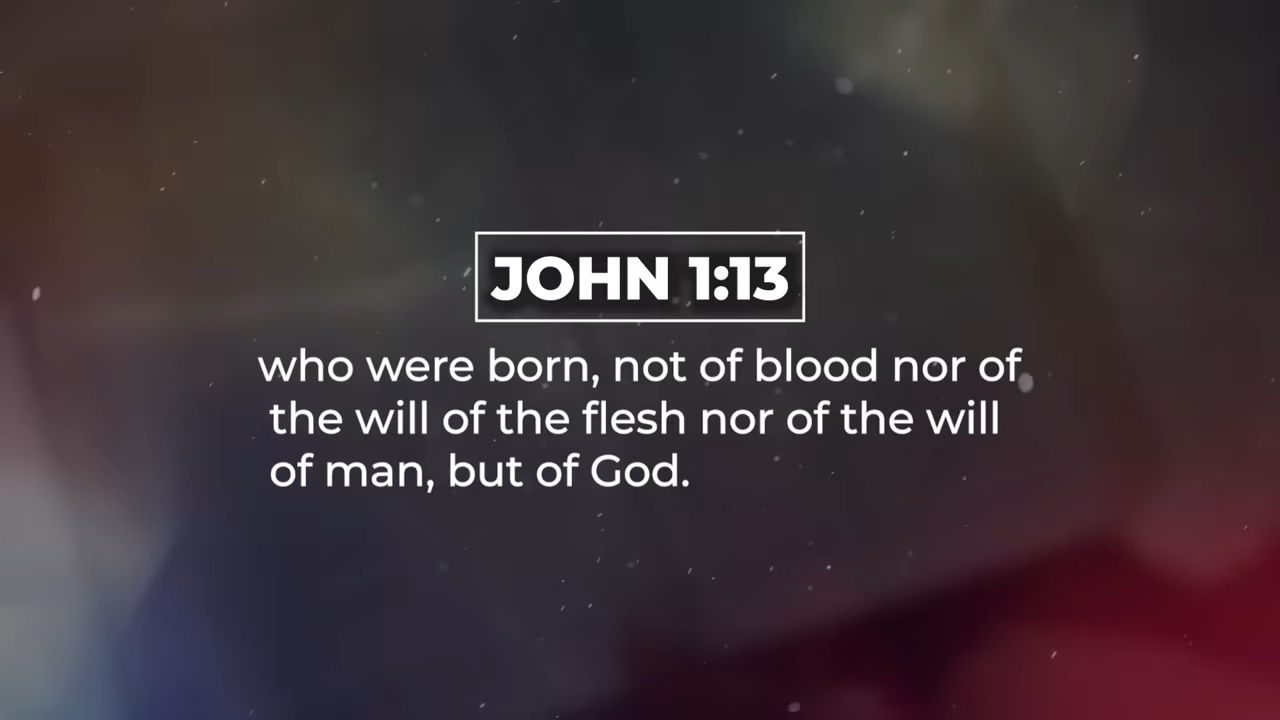 JOHN 1:13
who were born, not of blood nor of
the will of the flesh nor of the will
of man, but of God.